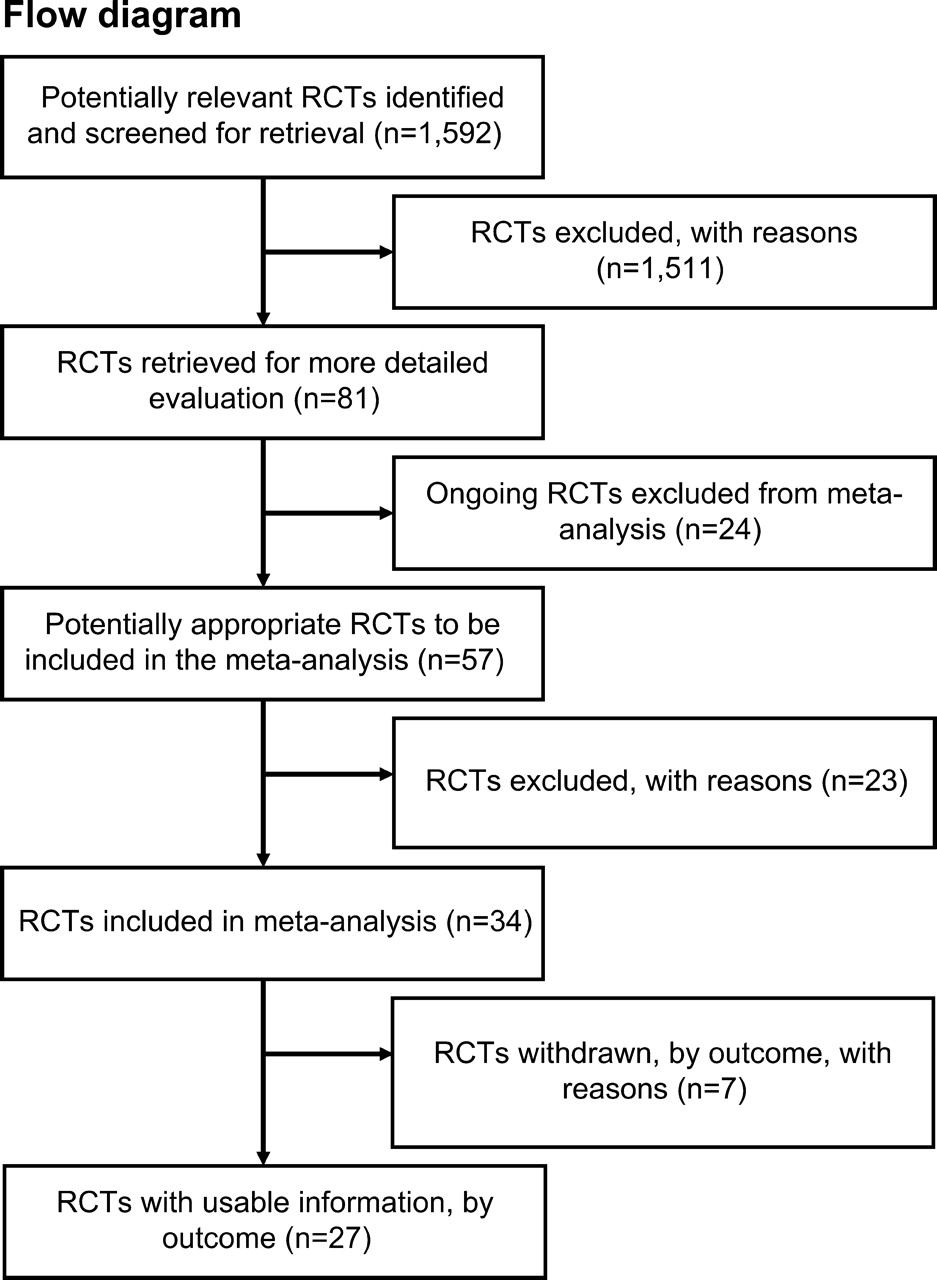 Flow diagram
Potentially relevant RCTs identified
and screened for retrieval (n=1,592)
RCTs excluded, with reasons
(n=1,511)
RCTs retrieved for more detailed
evaluation (n=81)
Ongoing RCTs excluded from meta-
analysis (n=24)
Potentially appropriate RCTs to be
included in the meta-analysis (n=57)
RCTs excluded, with reasons (n=23)
RCTs included in meta-analysis (n=34)
RCTs withdrawn, by outcome, with
reasons (n=7)
RCTs with usable information, by
outcome (n=27)